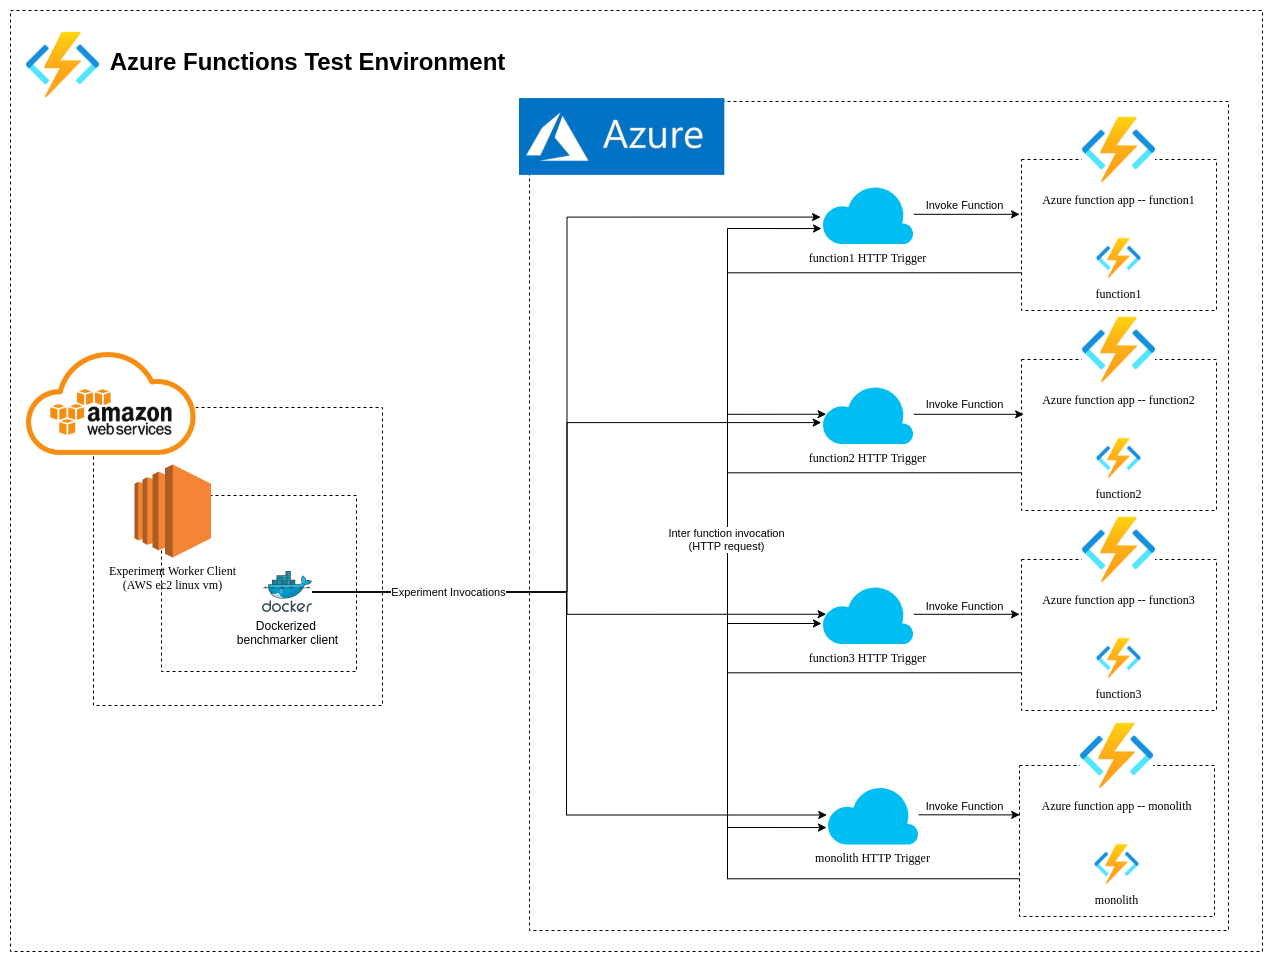 Azure Functions Test Environment
Azure
Invoke Function
Azure function app -- function1
function1 HTTP Trigger
function1
amazon
web services
Invoke Function
Azure function app -- function2
function2 HTTP Trigger
function2
Experiment Worker Client
(AWS ec2 linux vm)
docker
Dockerized
benchmarker client
Experiment Invocations
Inter function invocation
(HTTP request)
Invoke Function
Azure function app -- function3
function3 HTTP Trigger
function3
Invoke Function
Azure function app -- monolith
monolith HTTP Trigger
monolith